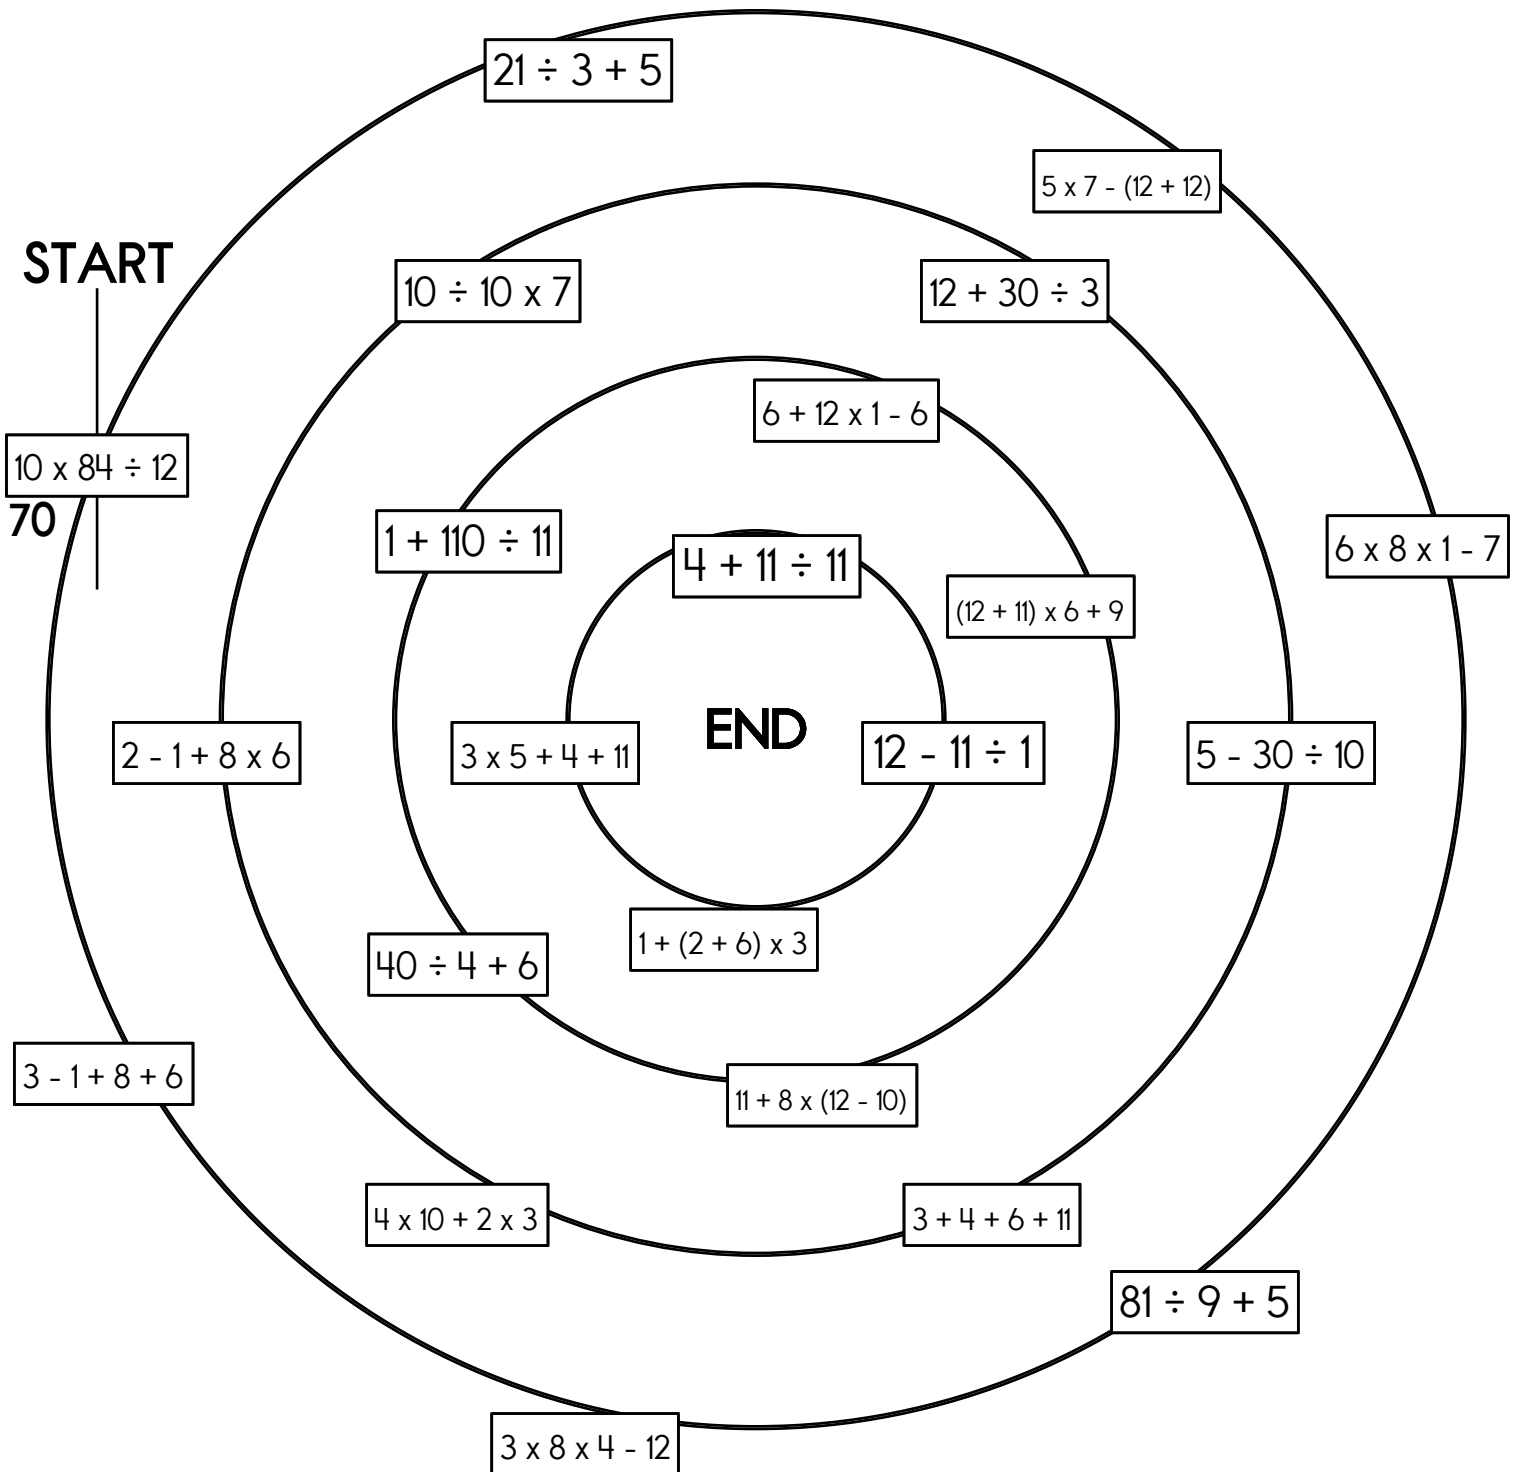 21 ÷ 3 + 5
5 x 7 - (12 + 12)
START
10 ÷ 10 x 7
12 + 30 ÷ 3
6 + 12 x 1 - 6
10 x 84 ÷ 12
70
1 + 110 ÷ 11
6 x 8 x 1 - 7
4 + 11 ÷ 11
(12 + 11) x 6 + 9
END
2 - 1 + 8 x 6
3 x 5 + 4 + 11
12 - 11 ÷ 1
5 - 30 ÷ 10
1 + (2 + 6) x 3
40 ÷ 4 + 6
3 - 1 + 8 + 6
11 + 8 x (12 - 10)
4 x 10 + 2 x 3
3 + 4 + 6 + 11
81 ÷ 9 + 5
3 x 8 x 4 - 12